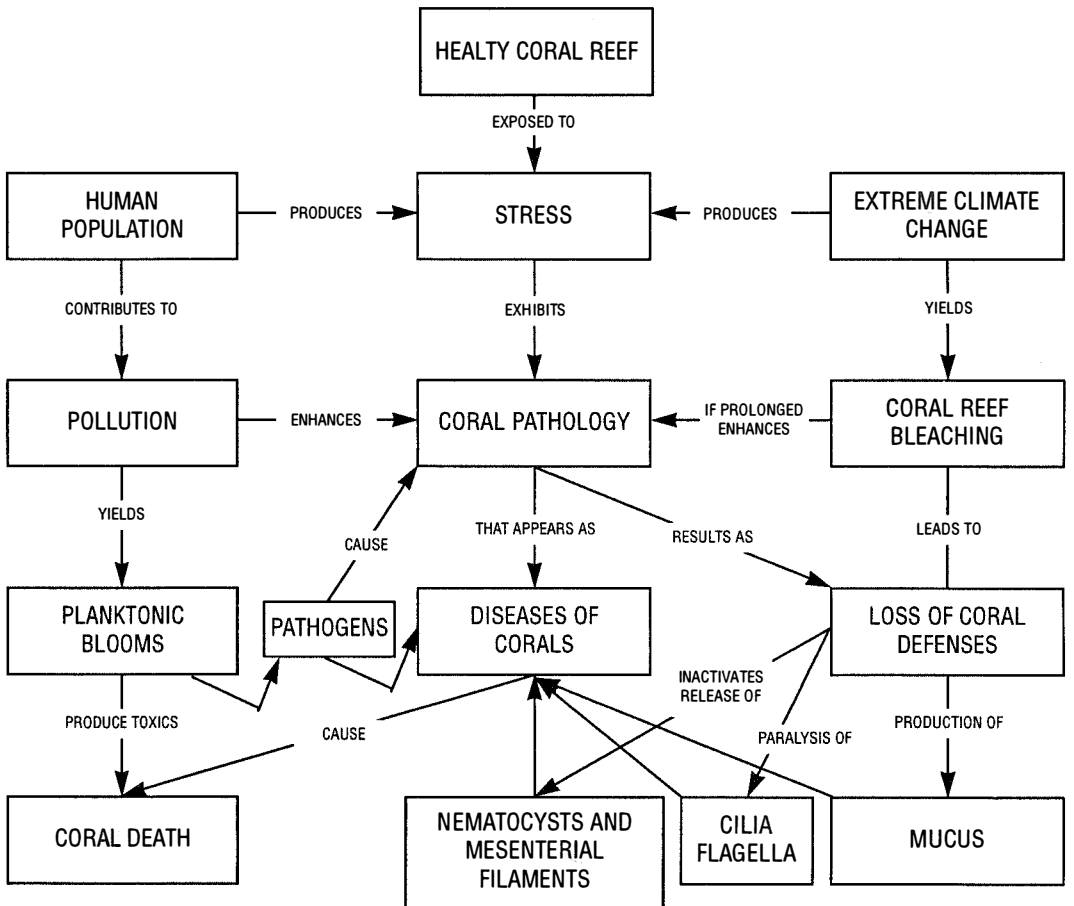 HEALTY CORAL REEF
EXPOSED TO
HUMAN
POPULATION
PRODUCES
STRESS
PRODUCES
EXTREME CLIMATE
CHANGE
CONTRIBUTES TO
EXHIBITS
YIELDS
POLLUTION
ENHANCES
CORAL PATHOLOGY
IF PROLONGED
ENHANCES
CORAL REEF
BLEACHING
YIELDS
CAUSE
THAT APPEARS AS
RESULTS AS
LEADS TO
PLANKTONIC
BLOOMS
PATHOGENS
DISEASES OF
CORALS
LOSS OF CORAL
DEFENSES
PRODUCE TOXICS
CAUSE
INACTIVATES
RELEASE OF
PARALYSIS OF
PRODUCTION OF
CORAL DEATH
NEMATOCYSTS AND
MESENTERIAL
FILAMENTS
CILIA
FLAGELLA
MUCUS